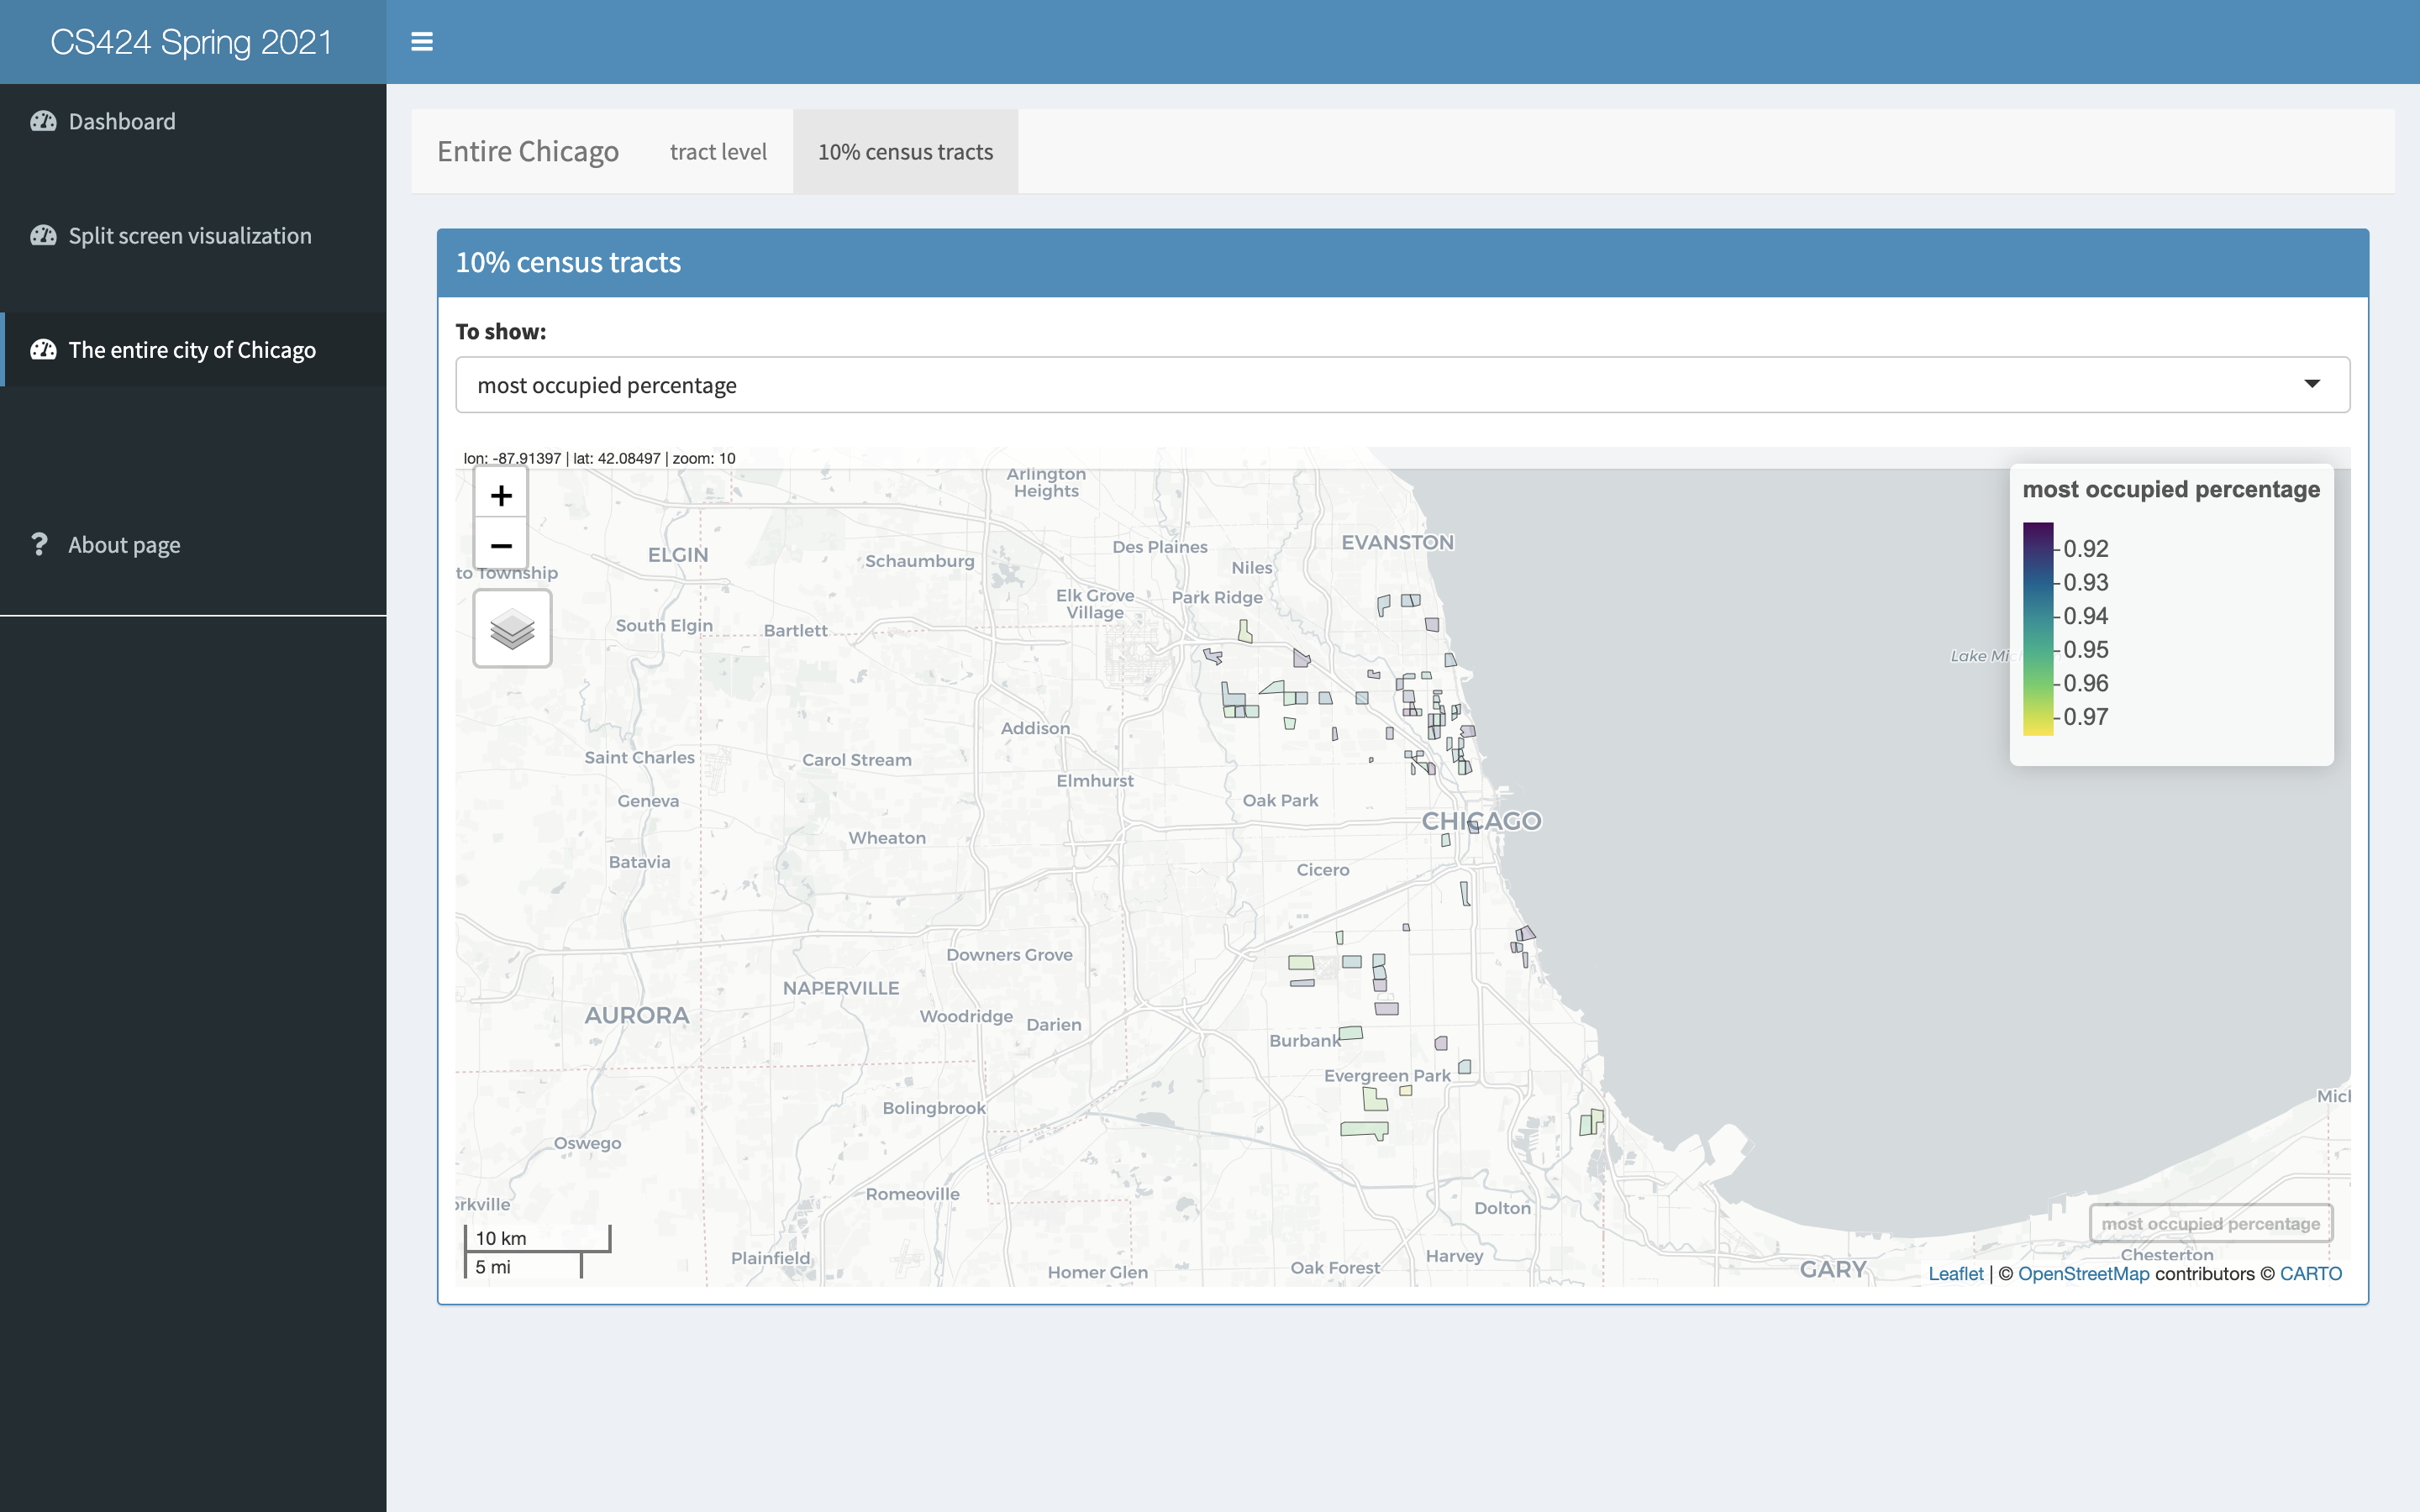 CS424 Spring 2021
Dashboard
Split screen visualization
The entire city of Chicago
About page
Entire Chicago
tract level
10% census tracts
10% census tracts
To show:
most occupied percentage
lon: -87.91397 | lat: 42.08497 | zoom: 10
+
−
most occupied percentage
0.92
0.93
0.94
0.95
0.96
0.97
Arlington
Heights
EVANSTON
Des Plaines
ELGIN
Schaumburg
Niles
to Township
Elk Grove
Village
Park Ridge
South Elgin
Bartlett
Lake Mic
Addison
Saint Charles
Carol Stream
Elmhurst
Geneva
Oak Park
CHICAGO
Wheaton
Batavia
Cicero
Downers Grove
NAPERVILLE
AURORA
Woodridge
Darien
Burbank
Evergreen Park
Mich
Bolingbrook
Oswego
Romeoville
orkville
Dolton
most occupied percentage
10 km
5 mi
Plainfield
Homer Glen
Oak Forest
Harvey
Chesterton
GARY
Leaflet | © OpenStreetMap contributors © CARTO